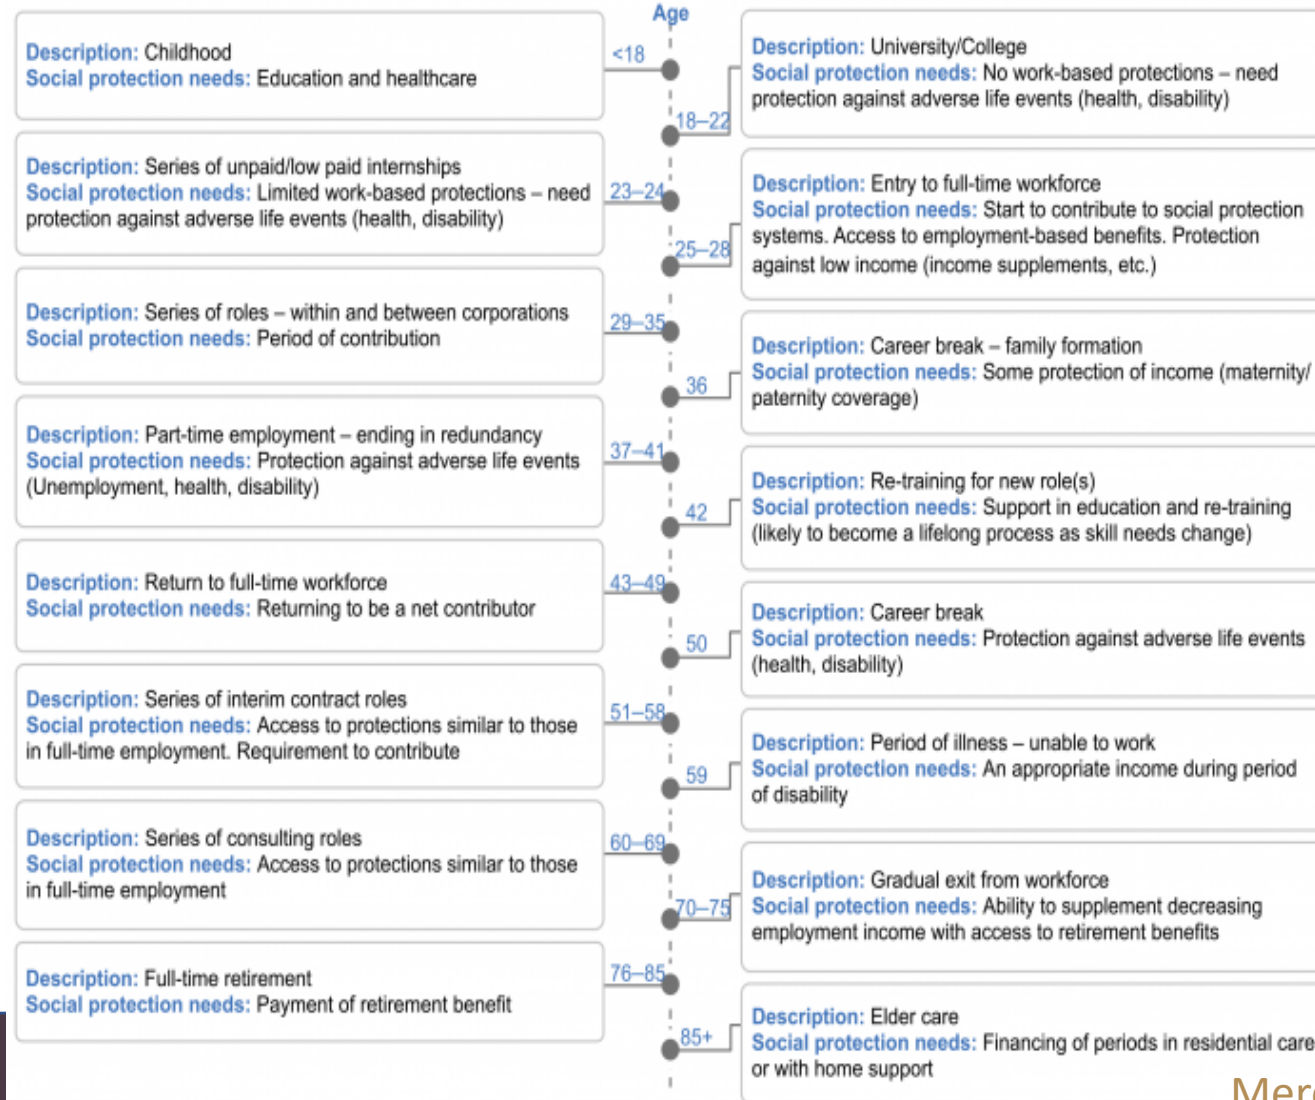 Age
<18
Description: Childhood
Social protection needs: Education and healthcare
18–22
Description: University/College
Social protection needs: No work-based protections – need
protection against adverse life events (health, disability)
23–24
Description: Series of unpaid/low paid internships
Social protection needs: Limited work-based protections – need
protection against adverse life events (health, disability)
25–28
Description: Entry to full-time workforce
Social protection needs: Start to contribute to social protection
systems. Access to employment-based benefits. Protection
against low income (income supplements, etc.)
29–35
Description: Series of roles – within and between corporations
Social protection needs: Period of contribution
36
Description: Career break – family formation
Social protection needs: Some protection of income (maternity/
paternity coverage)
37–41
Description: Part-time employment – ending in redundancy
Social protection needs: Protection against adverse life events
(Unemployment, health, disability)
42
Description: Re-training for new role(s)
Social protection needs: Support in education and re-training
(likely to become a lifelong process as skill needs change)
43–49
Description: Return to full-time workforce
Social protection needs: Returning to be a net contributor
50
Description: Career break
Social protection needs: Protection against adverse life events
(health, disability)
51–58
Description: Series of interim contract roles
Social protection needs: Access to protections similar to those
in full-time employment. Requirement to contribute
59
Description: Period of illness – unable to work
Social protection needs: An appropriate income during period
of disability
60–69
Description: Series of consulting roles
Social protection needs: Access to protections similar to those
in full-time employment
70–75
Description: Gradual exit from workforce
Social protection needs: Ability to supplement decreasing
employment income with access to retirement benefits
76–85
Description: Full-time retirement
Social protection needs: Payment of retirement benefit
85+
Description: Elder care
Social protection needs: Financing of periods in residential care
or with home support